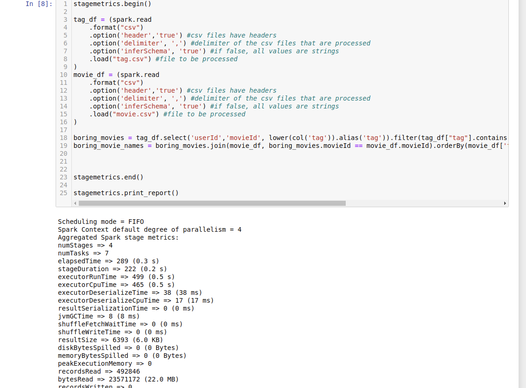 In [8]:
1 stagemetrics.begin()
2
3 tag_df = (spark.read
4 .format("csv")
5 .option('header','true') #csv files have headers
6 .option('delimiter', ',') #delimiter of the csv files that are processed
7 .option('inferSchema', 'true') #if false, all values are strings
8 .load("tag.csv") #file to be processed
9 )
10 movie_df = (spark.read
11 .format("csv")
12 .option('header','true') #csv files have headers
13 .option('delimiter', ',') #delimiter of the csv files that are processed
14 .option('inferSchema', 'true') #if false, all values are strings
15 .load("movie.csv") #file to be processed
16 )
17
18 boring_movies = tag_df.select('userId','movieId', lower(col('tag')).alias('tag')).filter(tag_df["tag"].contains
19 boring_movie_names = boring_movies.join(movie_df, boring_movies.movieId == movie_df.movieId).orderBy(movie_df['
20
21
22
23 stagemetrics.end()
24
25 stagemetrics.print_report()
Scheduling mode = FIFO
Spark Context default degree of parallelism = 4
Aggregated Spark stage metrics:
numStages => 4
numTasks => 7
elapsedTime => 289 (0.3 s)
stageDuration => 222 (0.2 s)
executorRunTime => 499 (0.5 s)
executorCpuTime => 465 (0.5 s)
executorDeserializeTime => 38 (38 ms)
executorDeserializeCpuTime => 17 (17 ms)
resultSerializationTime => 0 (0 ms)
jvmGCTime => 8 (8 ms)
shuffleFetchWaitTime => 0 (0 ms)
shuffleWriteTime => 0 (0 ms)
resultSize => 6393 (6.0 KB)
diskBytesSpilled => 0 (0 Bytes)
memoryBytesSpilled => 0 (0 Bytes)
peakExecutionMemory => 0
recordsRead => 492846
bytesRead => 23571172 (22.0 MB)
recordsWritten => 0